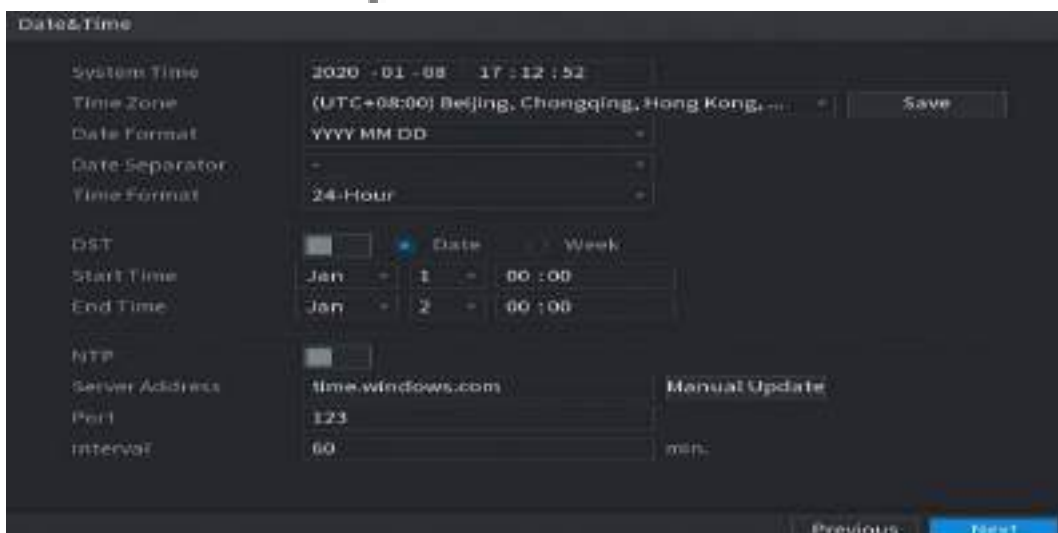 Date&Time
System Time 2020 -01 -08 17 :12 :52
Time Zone (UTC+08:00) Beijing, Chongqing, Hong Kong, ... Save
Date Format YYYY MM DD
Date Separator -
Time Format 24-Hour
DST Date Week
Start Time Jan 1 00 :00
End Time Jan 2 00 :00
NTP
Server Address time.windows.com Manual Update
Port 123
Interval 60 min.
Previous Next